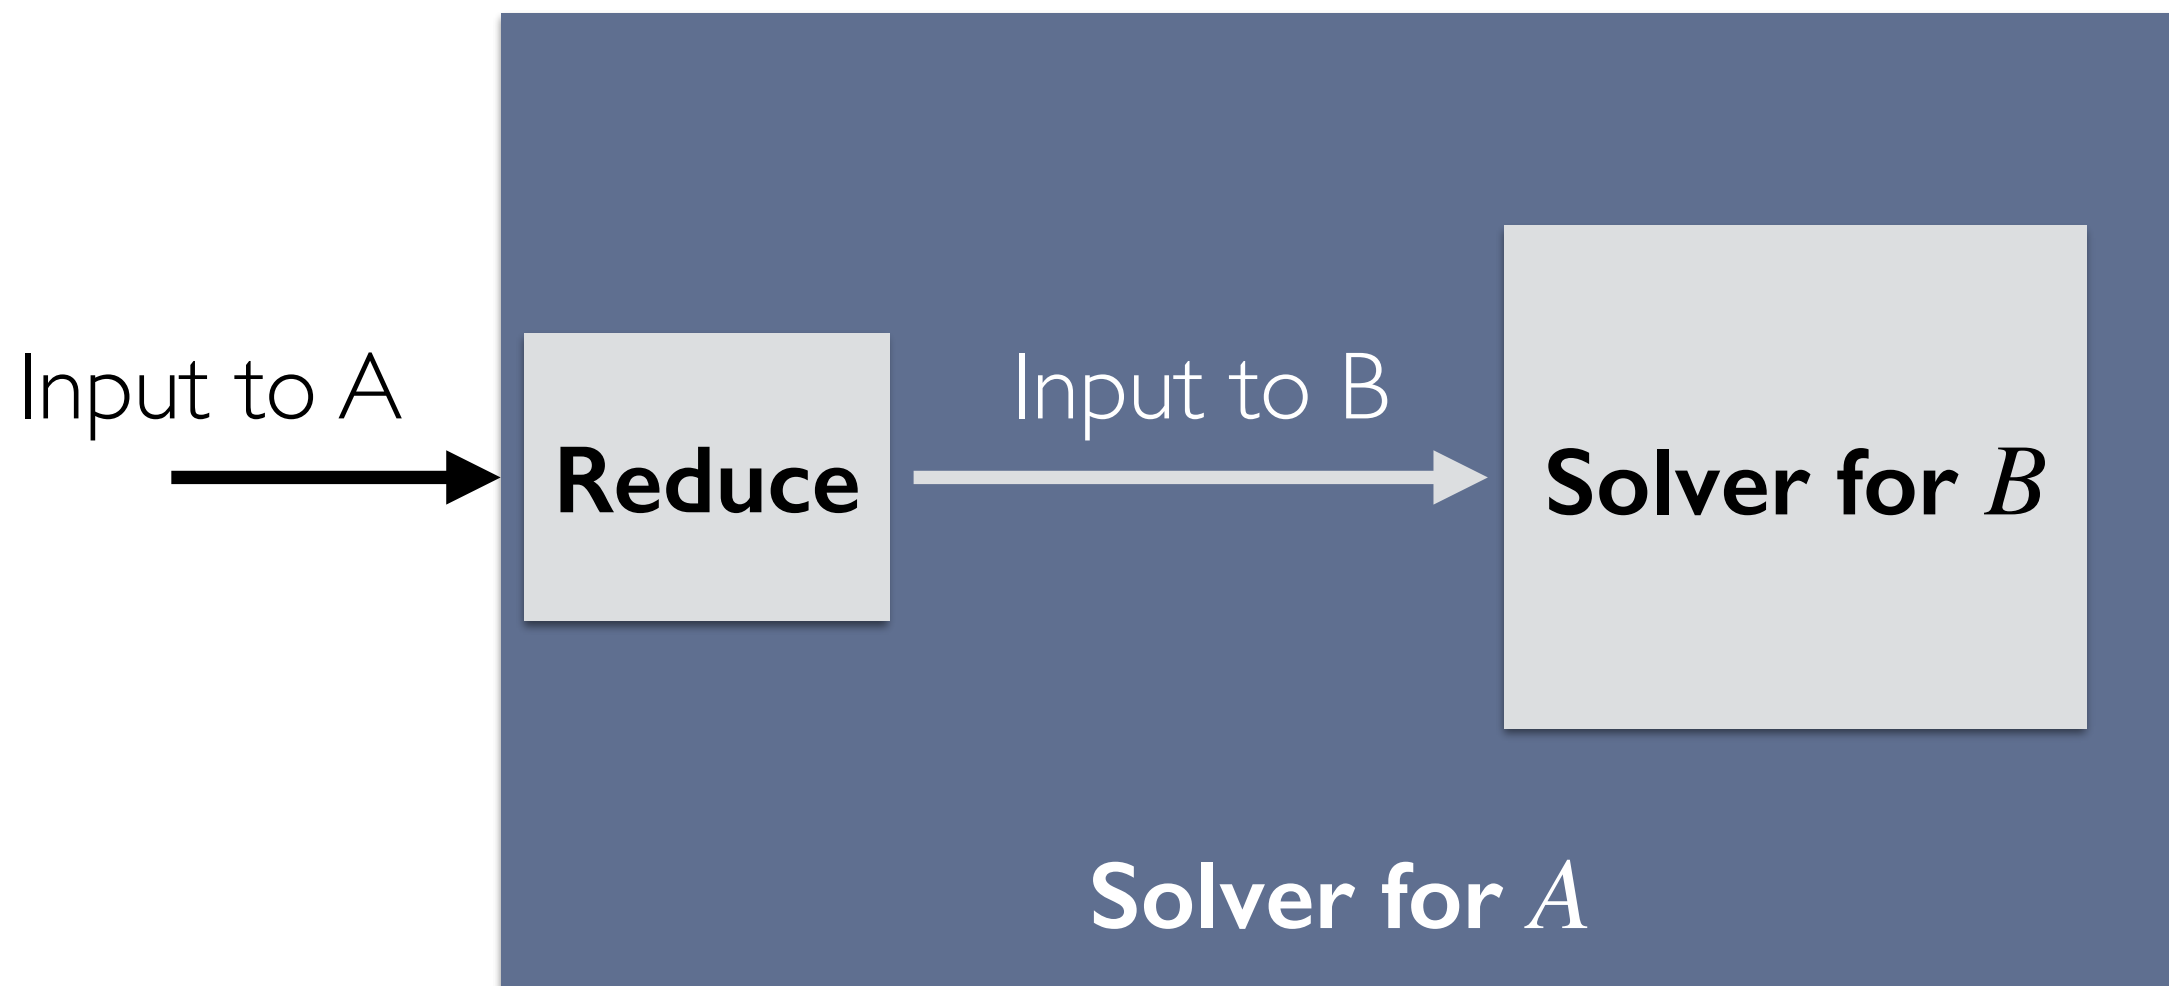 Input to A
Reduce
Input to B
Solver for B
Solver for A